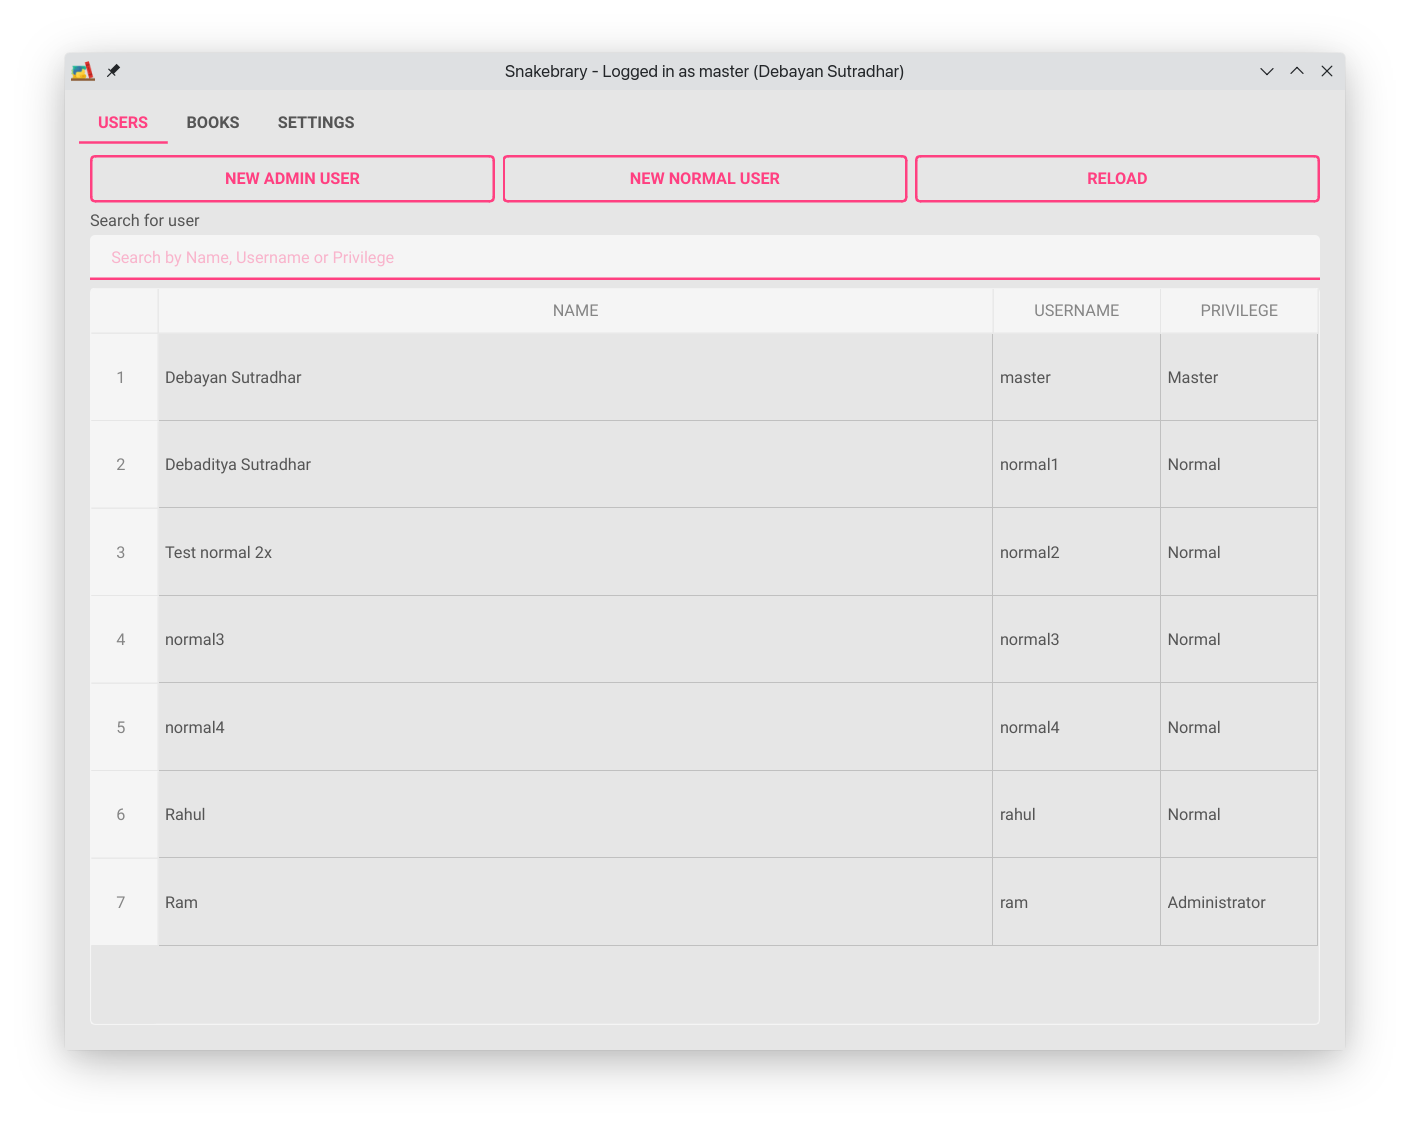 Snakebrary - Logged in as master (Debayan Sutradhar)
USERS BOOKS SETTINGS
NEW ADMIN USER NEW NORMAL USER RELOAD
Search for user
Search by Name, Username or Privilege
NAME USERNAME PRIVILEGE
1 Debayan Sutradhar master Master
2 Debaditya Sutradhar normal1 Normal
3 Test normal 2x normal2 Normal
4 normal3 normal3 Normal
5 normal4 normal4 Normal
6 Rahul rahul Normal
7 Ram ram Administrator